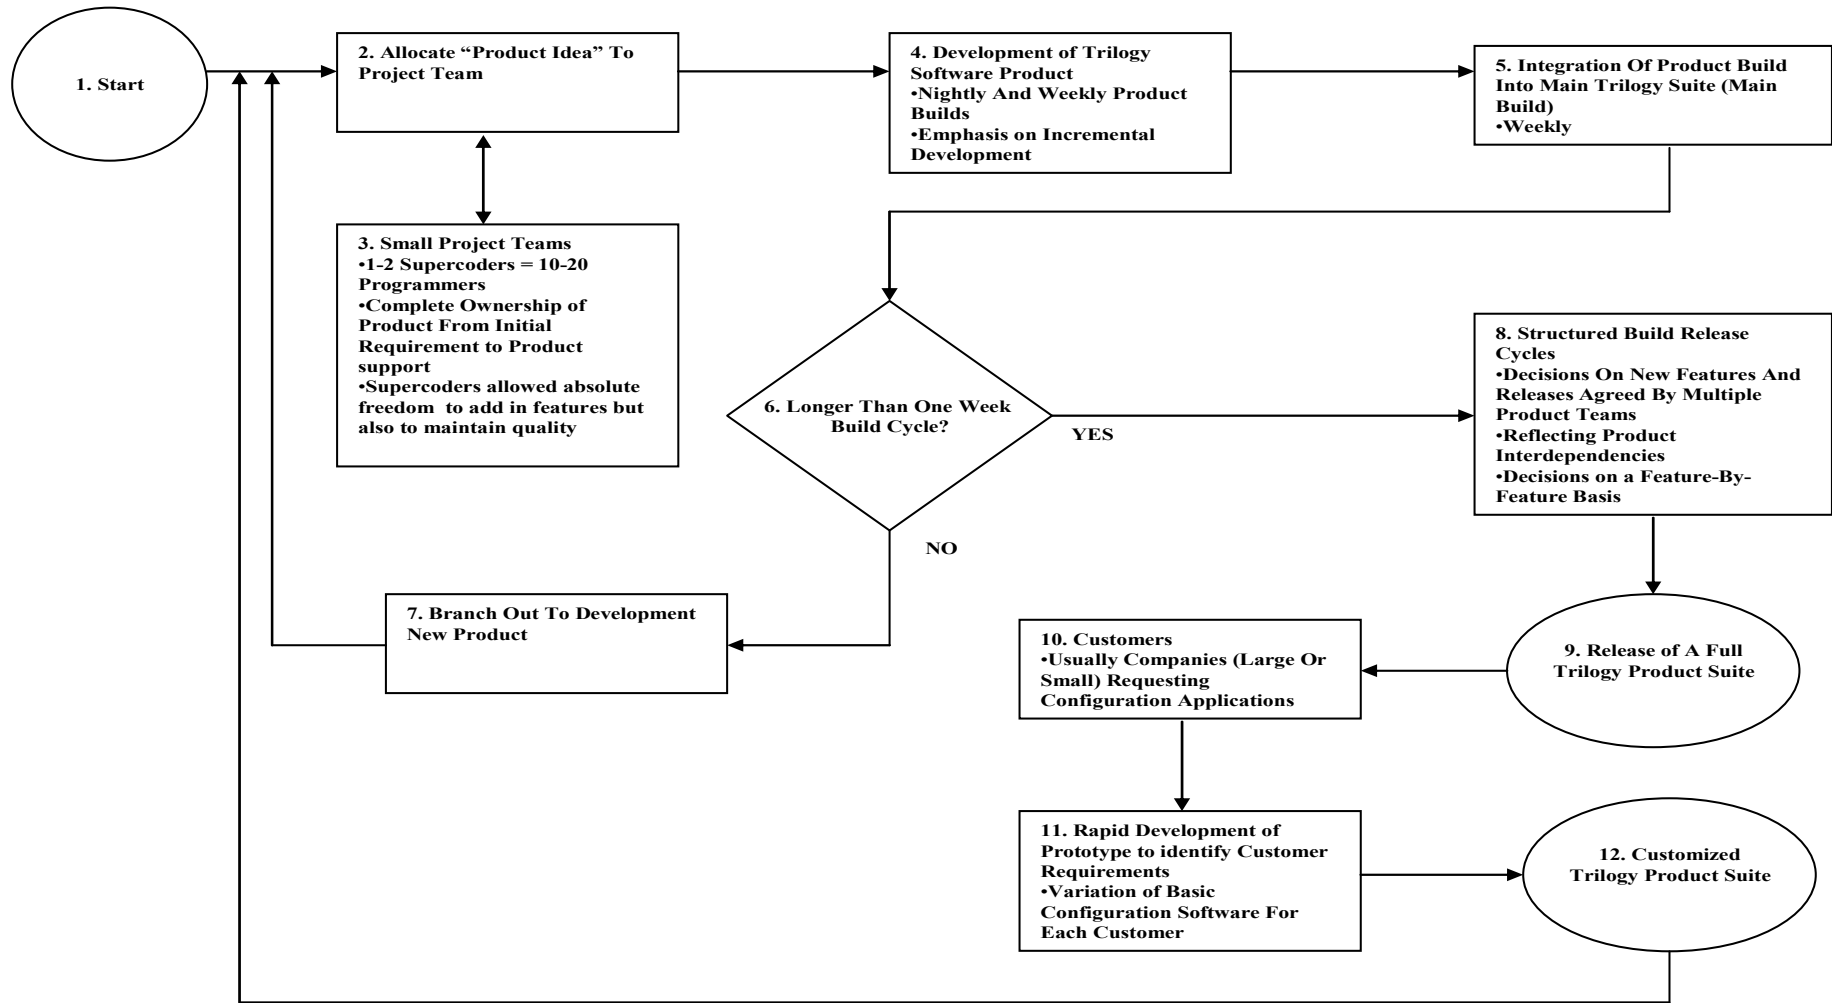 1. Start
2. Allocate “Product Idea” To
Project Team
3. Small Project Teams
•1-2 Supercoders = 10-20
Programmers
•Complete Ownership of
Product From Initial
Requirement to Product
support
•Supercoders allowed absolute
freedom to add in features but
also to maintain quality
4. Development of Trilogy
Software Product
•Nightly And Weekly Product
Builds
•Emphasis on Incremental
Development
5. Integration Of Product Build
Into Main Trilogy Suite (Main
Build)
•Weekly
6. Longer Than One Week
Build Cycle?
YES
NO
7. Branch Out To Development
New Product
8. Structured Build Release
Cycles
•Decisions On New Features And
Releases Agreed By Multiple
Product Teams
•Reflecting Product
Interdependencies
•Decisions on a Feature-By-
Feature Basis
9. Release of A Full
Trilogy Product Suite
10. Customers
•Usually Companies (Large Or
Small) Requesting
Configuration Applications
11. Rapid Development of
Prototype to identify Customer
Requirements
•Variation of Basic
Configuration Software For
Each Customer
12. Customized
Trilogy Product Suite